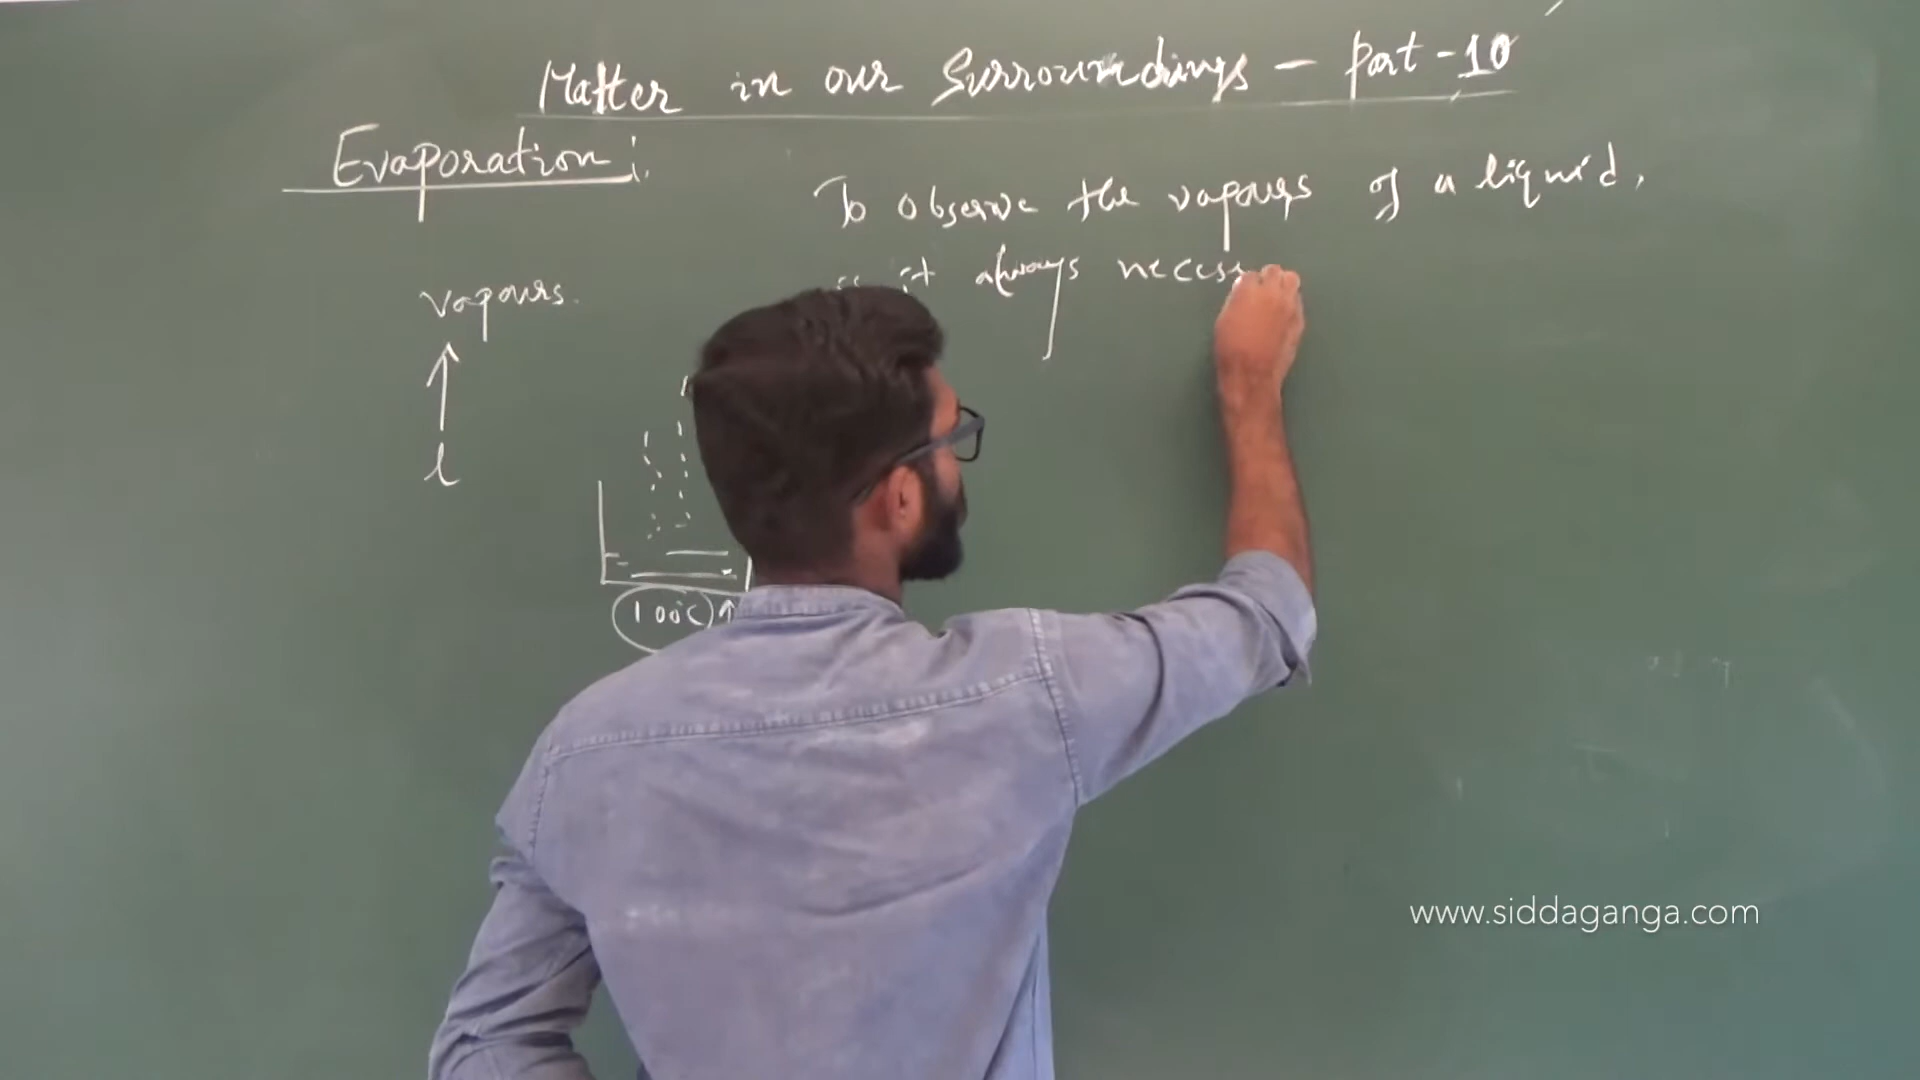 Matter in our Surroundings - Part-10
Evaporation:
To observe the vapours of a liquid,
is it always necess
vapours.
l
100°C ↑
www.siddaganga.com